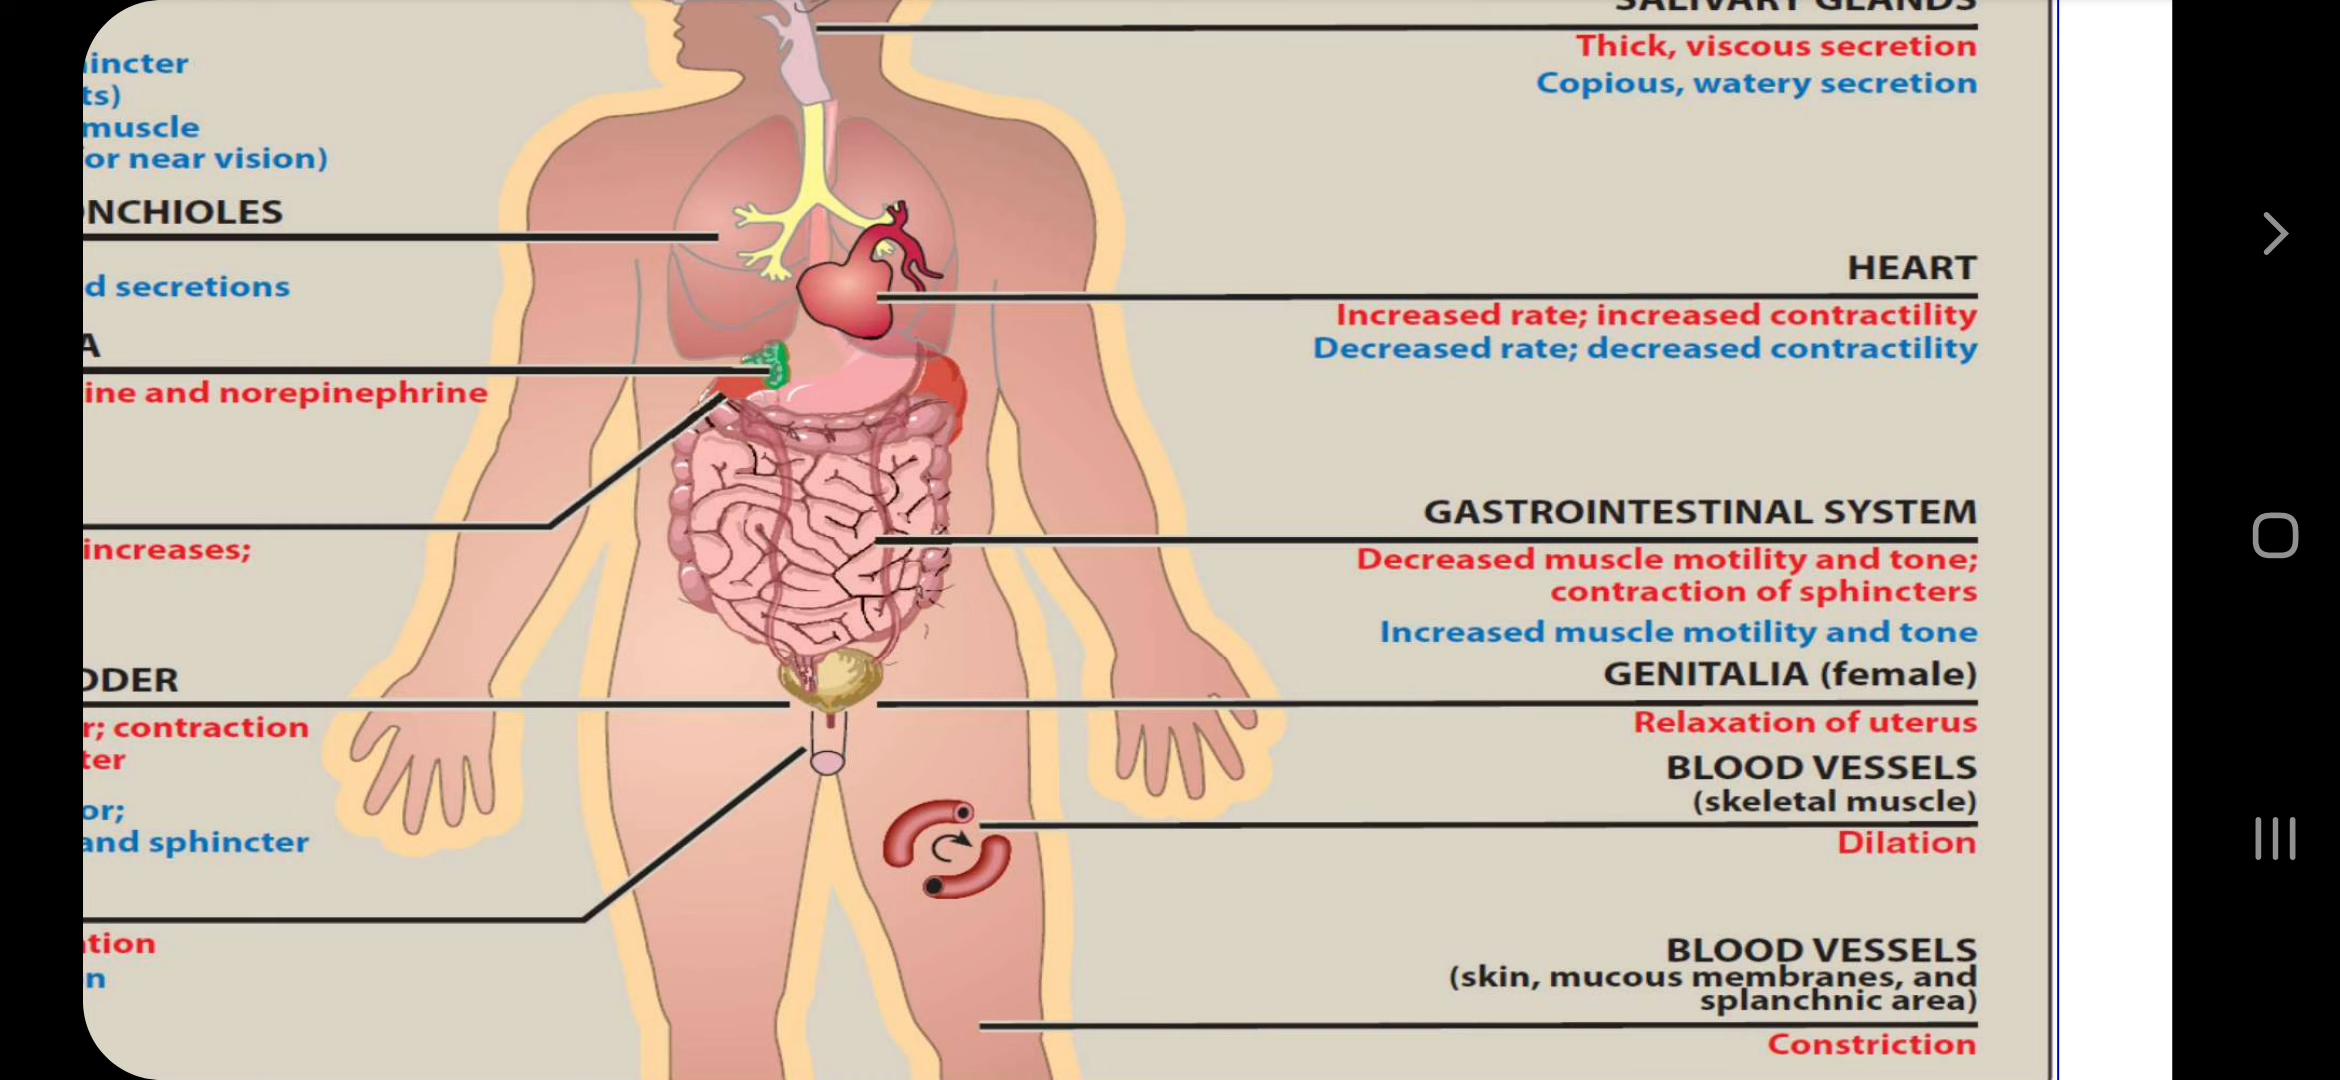 SALIVARY GLANDS
Thick, viscous secretion
Copious, watery secretion
incter
ts)
muscle
or near vision)
NCHIOLES
d secretions
HEART
Increased rate; increased contractility
Decreased rate; decreased contractility
A
ine and norepinephrine
GASTROINTESTINAL SYSTEM
Decreased muscle motility and tone;
contraction of sphincters
Increased muscle motility and tone
increases;
GENITALIA (female)
Relaxation of uterus
DDER
r; contraction
ter
or;
and sphincter
BLOOD VESSELS
(skeletal muscle)
Dilation
tion
n
BLOOD VESSELS
(skin, mucous membranes, and
splanchnic area)
Constriction